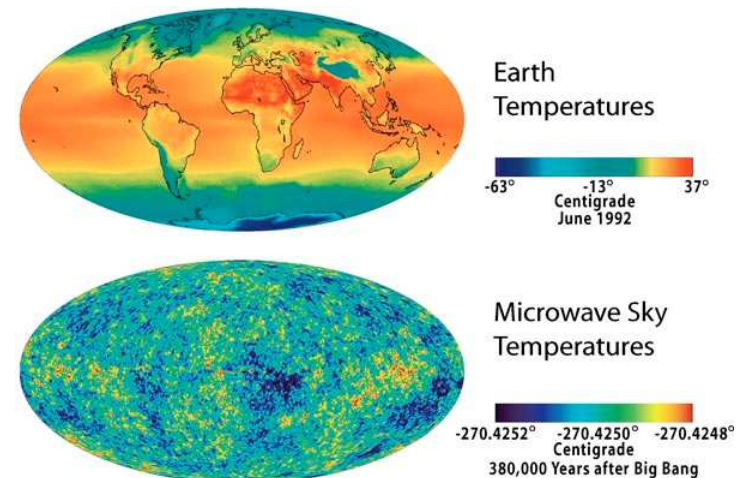 Earth
Temperatures
-63° -13° 37°
Centigrade
June 1992
Microwave Sky
Temperatures
-270.4252° -270.4250° -270.4248°
Centigrade
380,000 Years after Big Bang